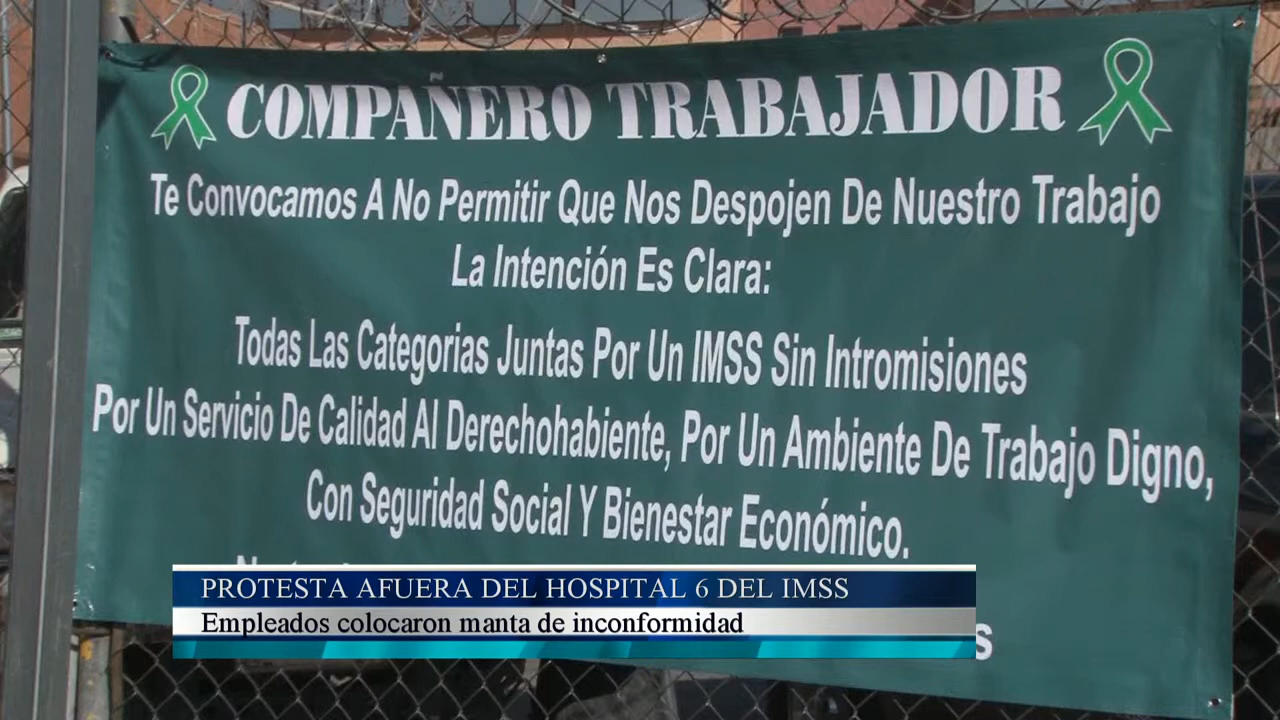 COMPAÑERO TRABAJADOR
Te Convocamos A No Permitir Que Nos Despojen De Nuestro Trabajo
La Intención Es Clara:
Todas Las Categorias Juntas Por Un IMSS Sin Intromisiones
Por Un Servicio De Calidad Al Derechohabiente, Por Un Ambiente De Trabajo Digno,
Con Seguridad Social Y Bienestar Económico.
PROTESTA AFUERA DEL HOSPITAL 6 DEL IMSS
Empleados colocaron manta de inconformidad